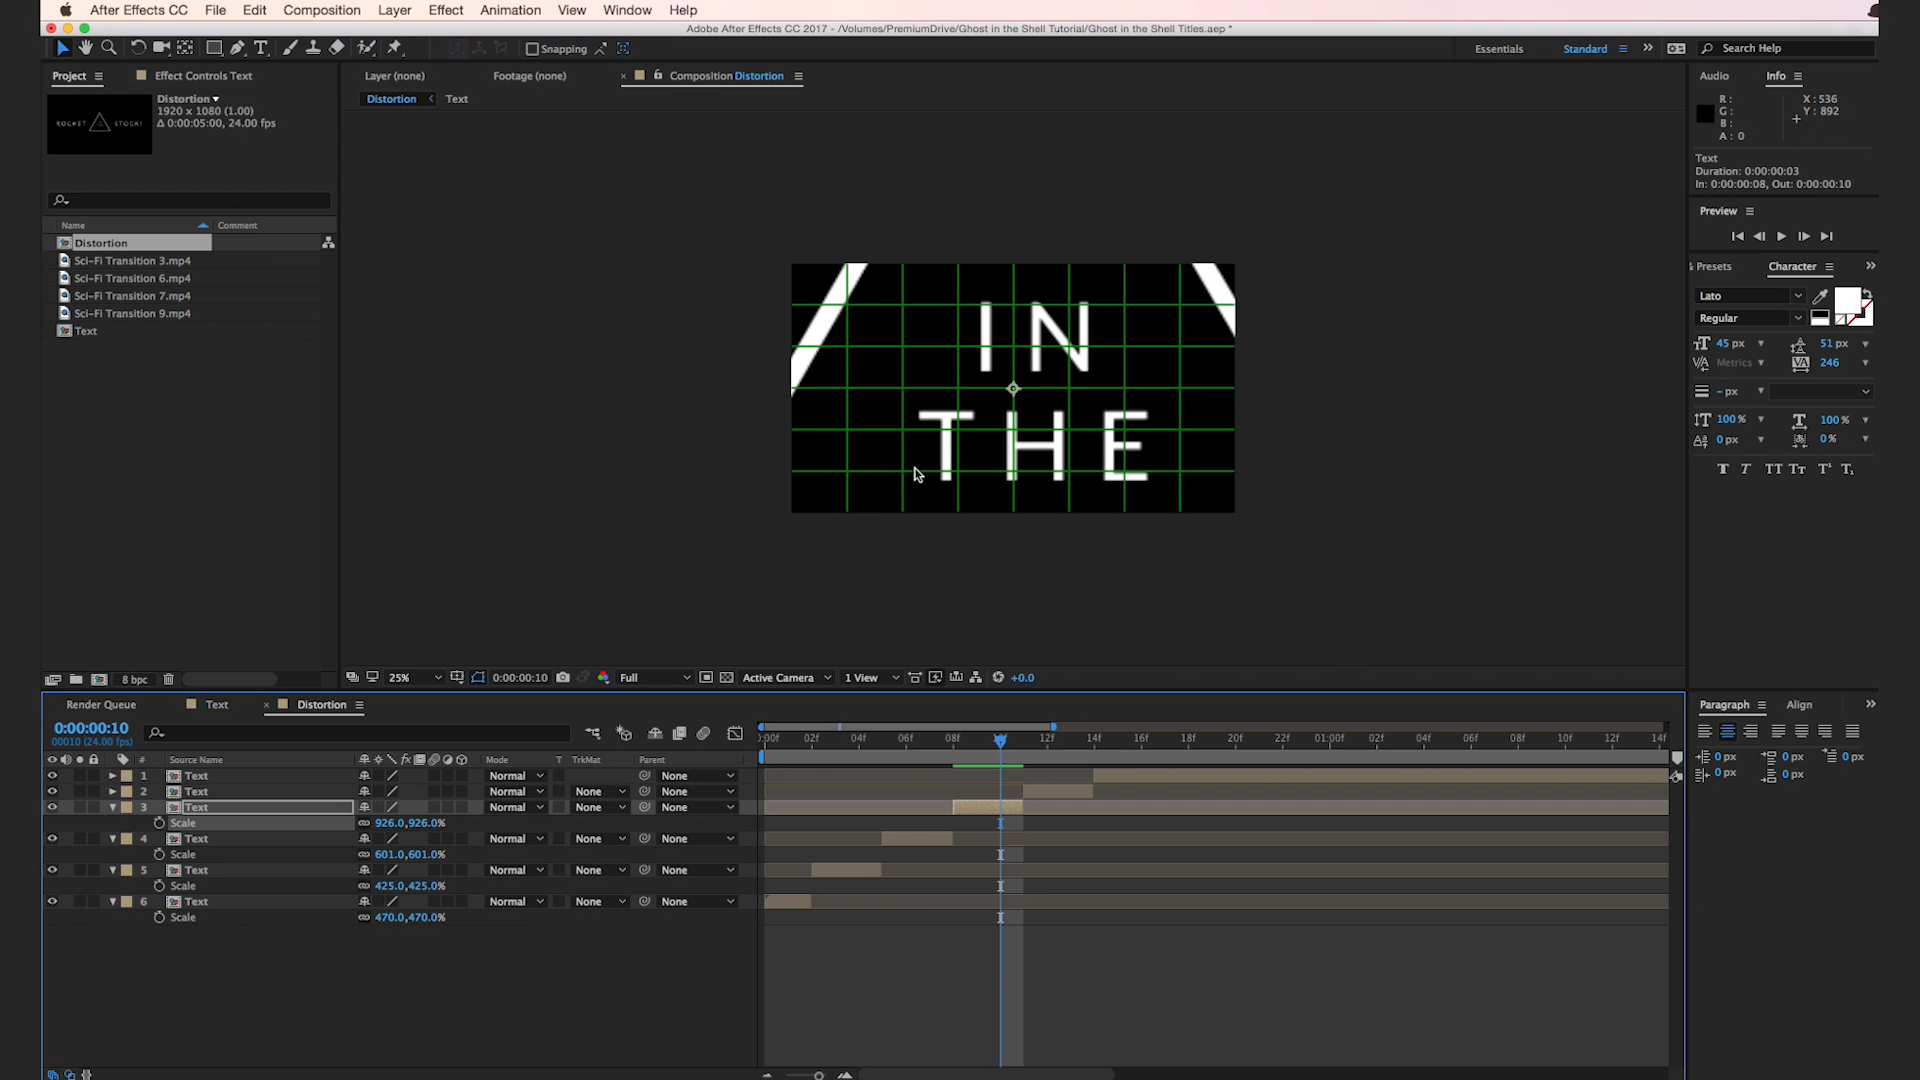 After Effects CC File Edit Composition Layer Effect Animation View Window Help
Adobe After Effects CC 2017 - /Volumes/PremiumDrive/Ghost in the Shell Tutorial/Ghost in the Shell Titles.aep *
Snapping Essentials Standard Search Help
Project Effect Controls Text Layer (none) Footage (none) Composition Distortion Audio Info
Distortion
1920 x 1080 (1.00)
Δ 0:00:05:00, 24.00 fps
ROCKET STOCK
Distortion Text
R:
G:
B:
A: 0
X: 536
Y: 892
Text
Duration: 0:00:00:03
In: 0:00:00:08, Out: 0:00:00:10
Name Comment
Distortion
Sci-Fi Transition 3.mp4
Sci-Fi Transition 6.mp4
Sci-Fi Transition 7.mp4
Sci-Fi Transition 9.mp4
Text
Preview
Presets Character
Lato
Regular
45 px 51 px
Metrics 246
- px
100 % 100 %
0 px 0 %
T T TT Tt T¹ T₁
IN
THE
8 bpc 25% 0:00:00:10 Full Active Camera 1 View +0.0
Render Queue Text Distortion
Paragraph Align
0 px 0 px 0 px
0 px 0 px
0:00:00:10
00010 (24.00 fps)
:00f 02f 04f 06f 08f 10f 12f 14f 16f 18f 20f 22f 01:00f 02f 04f 06f 08f 10f 12f 14f
# Source Name Mode T TrkMat Parent
1 Text Normal None
2 Text Normal None None
3 Text Normal None None
Scale 926.0,926.0%
4 Text Normal None None
Scale 601.0,601.0%
5 Text Normal None None
Scale 425.0,425.0%
6 Text Normal None None
Scale 470.0,470.0%